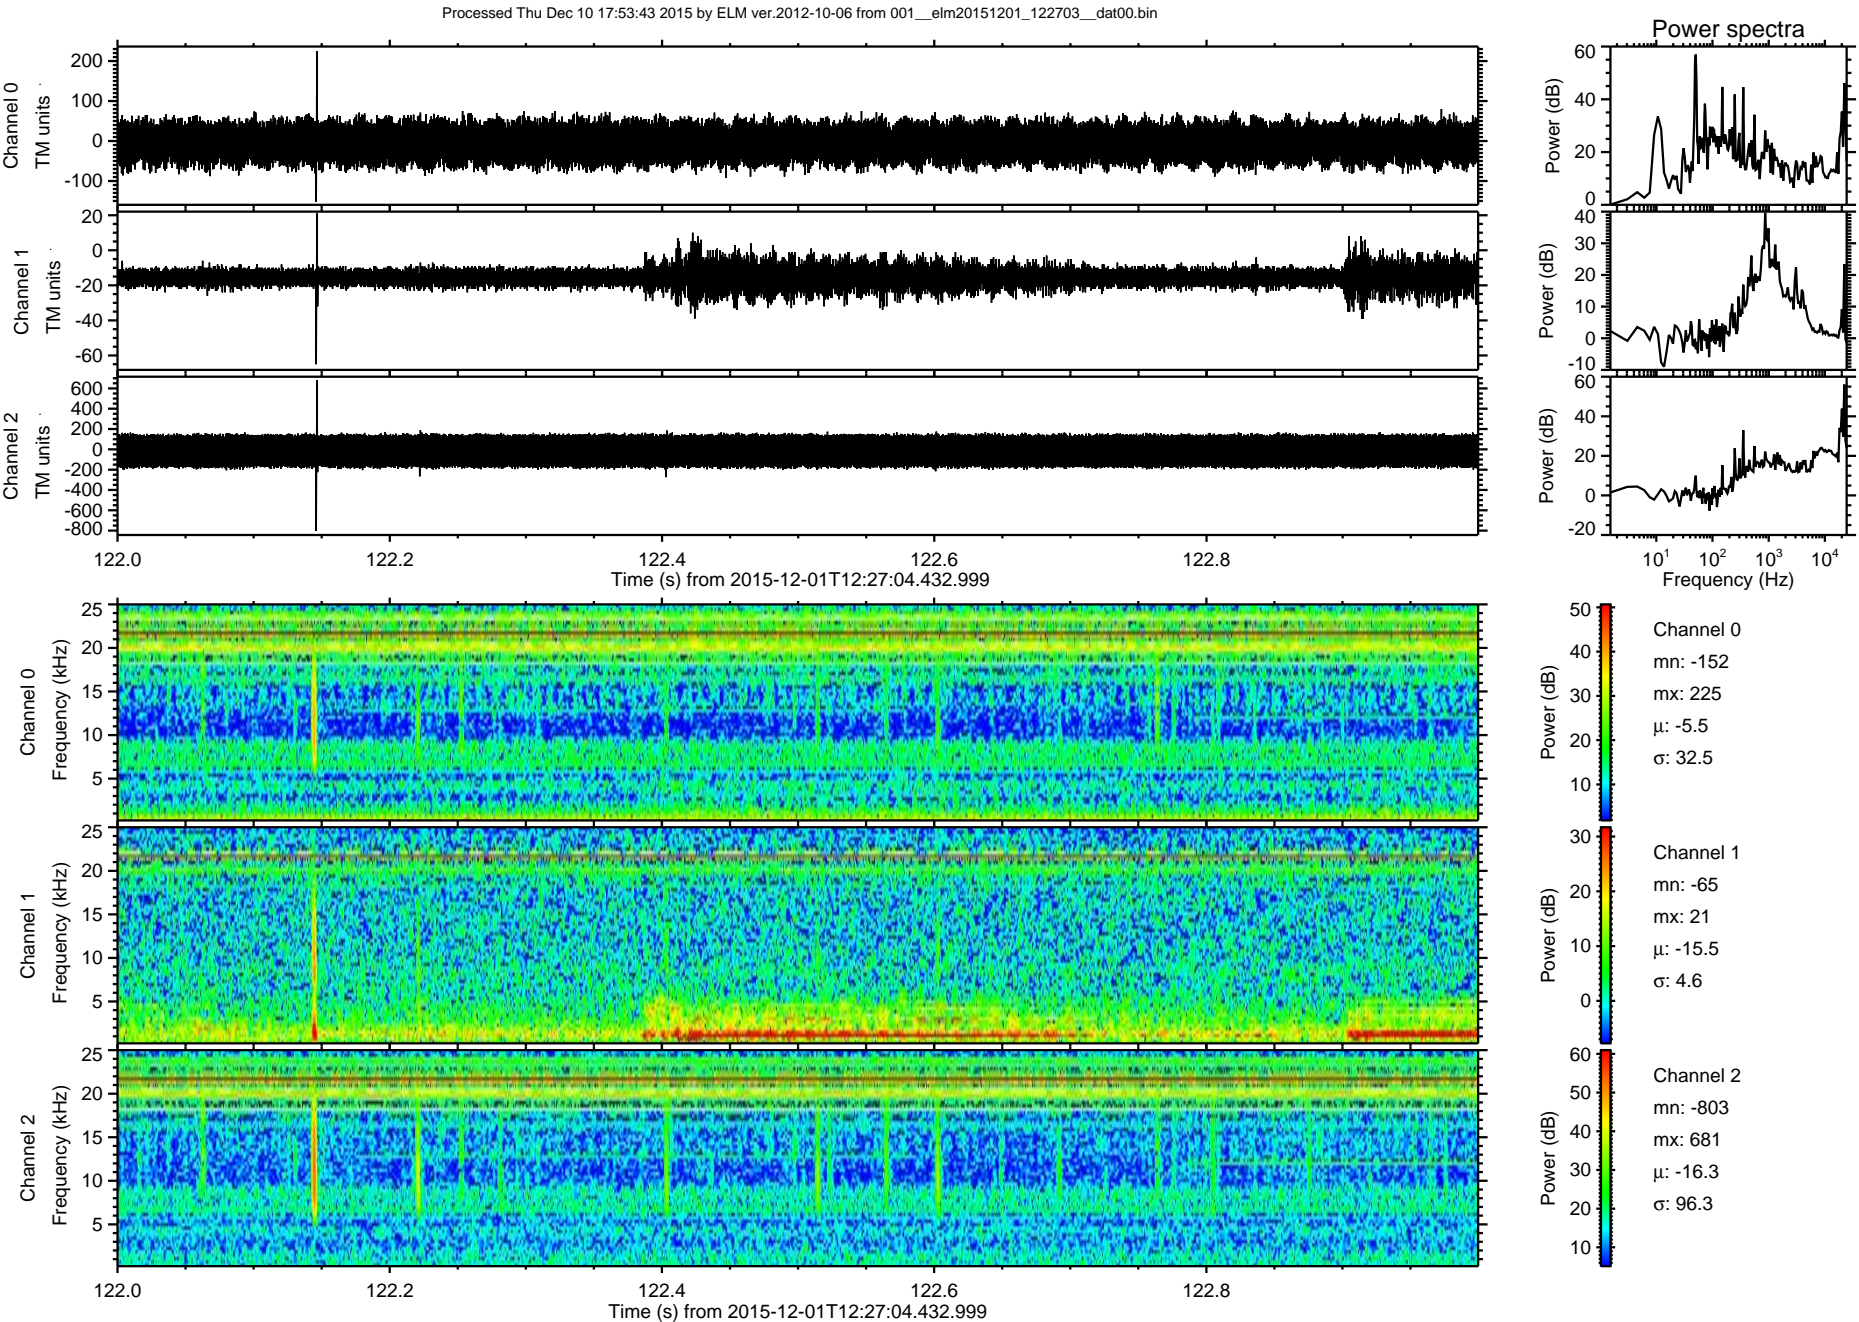 Processed Thu Dec 10 17:53:43 2015 by ELM ver.2012-10-06 from 001__elm20151201_122703__dat00.bin
Power spectra
Channel 0
TM units
200
100
0
-100
Power (dB)
60
40
20
0
Channel 1
TM units
20
0
-20
-40
-60
Power (dB)
40
30
20
10
0
-10
Channel 2
TM units
600
400
200
0
-200
-400
-600
-800
Power (dB)
60
40
20
0
-20
122.0 122.2 122.4 122.6 122.8
Time (s) from 2015-12-01T12:27:04.432.999
10¹ 10² 10³ 10⁴
Frequency (Hz)
Channel 0
Frequency (kHz)
25
20
15
10
5
Power (dB)
50
40
30
20
10
Channel 0
mn: -152
mx: 225
μ: -5.5
σ: 32.5
Channel 1
Frequency (kHz)
25
20
15
10
5
Power (dB)
30
20
10
0
Channel 1
mn: -65
mx: 21
μ: -15.5
σ: 4.6
Channel 2
Frequency (kHz)
25
20
15
10
5
Power (dB)
60
50
40
30
20
10
Channel 2
mn: -803
mx: 681
μ: -16.3
σ: 96.3
122.0 122.2 122.4 122.6 122.8
Time (s) from 2015-12-01T12:27:04.432.999